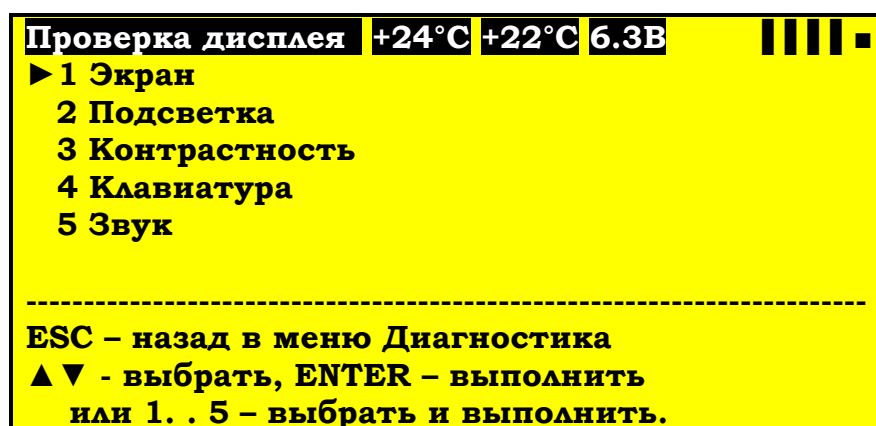 Проверка дисплея +24°C +22°C 6.3В
►1 Экран
2 Подсветка
3 Контрастность
4 Клавиатура
5 Звук
--------------------------------------------------------------------------
ESC – назад в меню Диагностика
▲▼ - выбрать, ENTER – выполнить
или 1. . 5 – выбрать и выполнить.